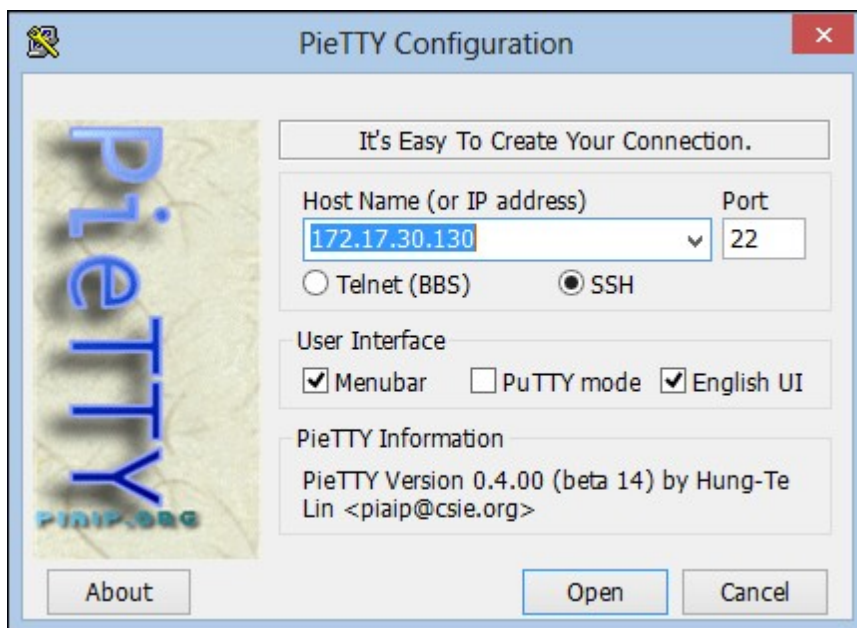 PieTTY Configuration
PieTTY
PIAIP.ORG
It's Easy To Create Your Connection.
Host Name (or IP address)
Port
172.17.30.130
22
Telnet (BBS)
SSH
User Interface
Menubar
PuTTY mode
English UI
PieTTY Information
PieTTY Version 0.4.00 (beta 14) by Hung-Te
Lin <piaip@csie.org>
About
Open
Cancel